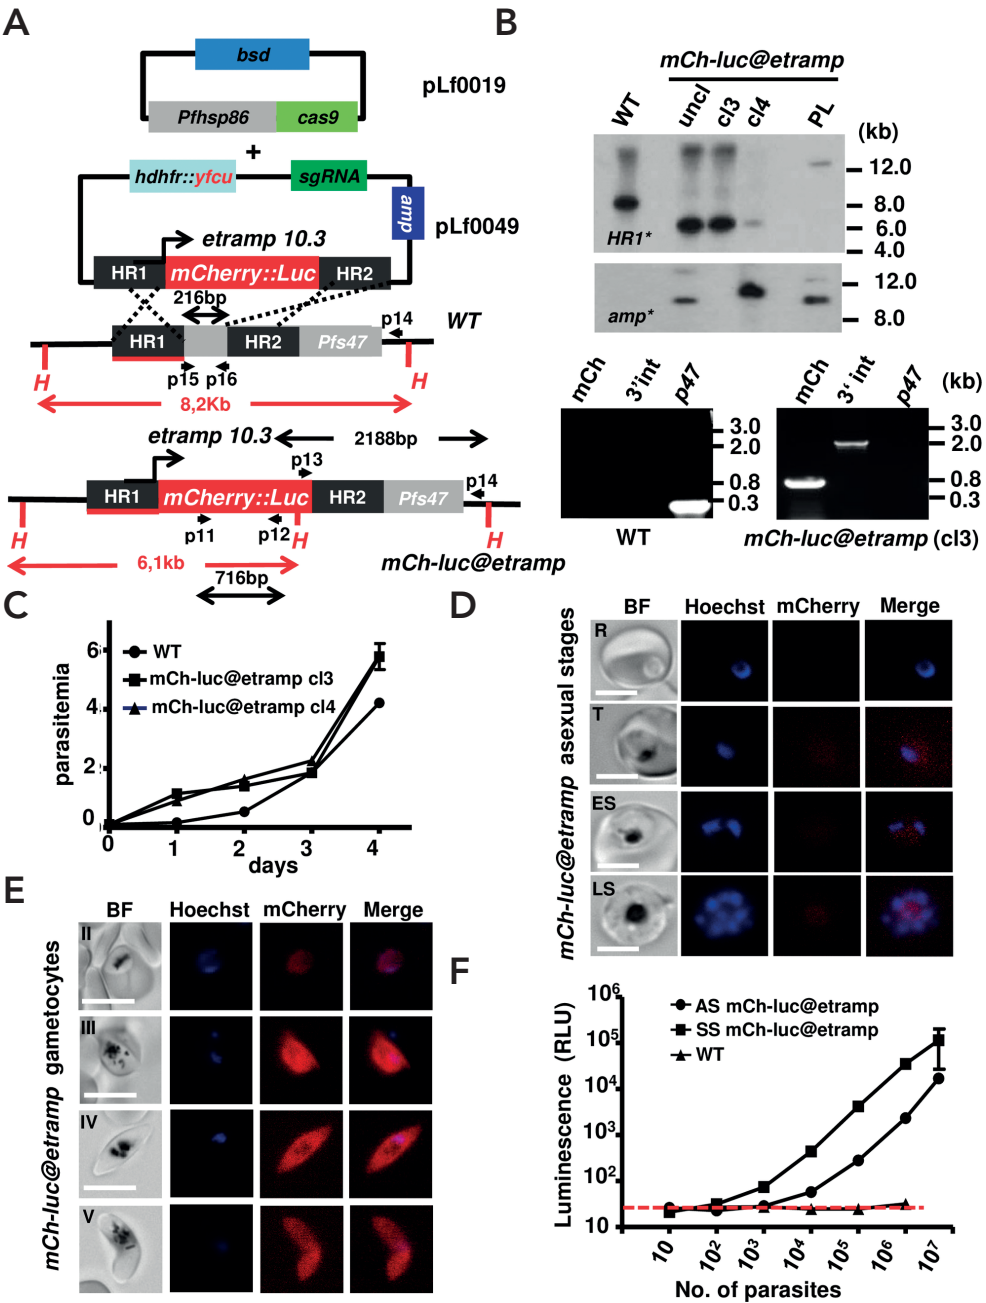 A
bsd
pLf0019
Pfhsp86 cas9
+
hdhfr::yfcu sgRNA
amp
pLf0049
etramp 10.3
HR1 mCherry::Luc HR2
216bp
WT
p14
HR1 HR2 Pfs47
p15 p16
H H
8,2Kb
etramp 10.3
2188bp
p13
p14
HR1 mCherry::Luc HR2 Pfs47
p11 p12
H H H
6,1kb
mCh-luc@etramp
716bp
B
mCh-luc@etramp
WT uncl cl3 cl4 PL
(kb)
12.0
8.0
6.0
4.0
HR1*
12.0
8.0
amp*
mCh 3'int p47
3.0
2.0
0.8
0.3
WT
mCh 3' int p47 (kb)
3.0
2.0
0.8
0.3
mCh-luc@etramp (cl3)
C
parasitemia
6
4
2
0
WT
mCh-luc@etramp cl3
mCh-luc@etramp cl4
0 1 2 3 4
days
D
BF Hoechst mCherry Merge
mCh-luc@etramp asexual stages
R
T
ES
LS
E
BF Hoechst mCherry Merge
mCh-luc@etramp gametocytes
II
III
IV
V
F
Luminescence (RLU)
10⁶
10⁵
10⁴
10³
10²
10
AS mCh-luc@etramp
SS mCh-luc@etramp
WT
10 10² 10³ 10⁴ 10⁵ 10⁶ 10⁷
No. of parasites